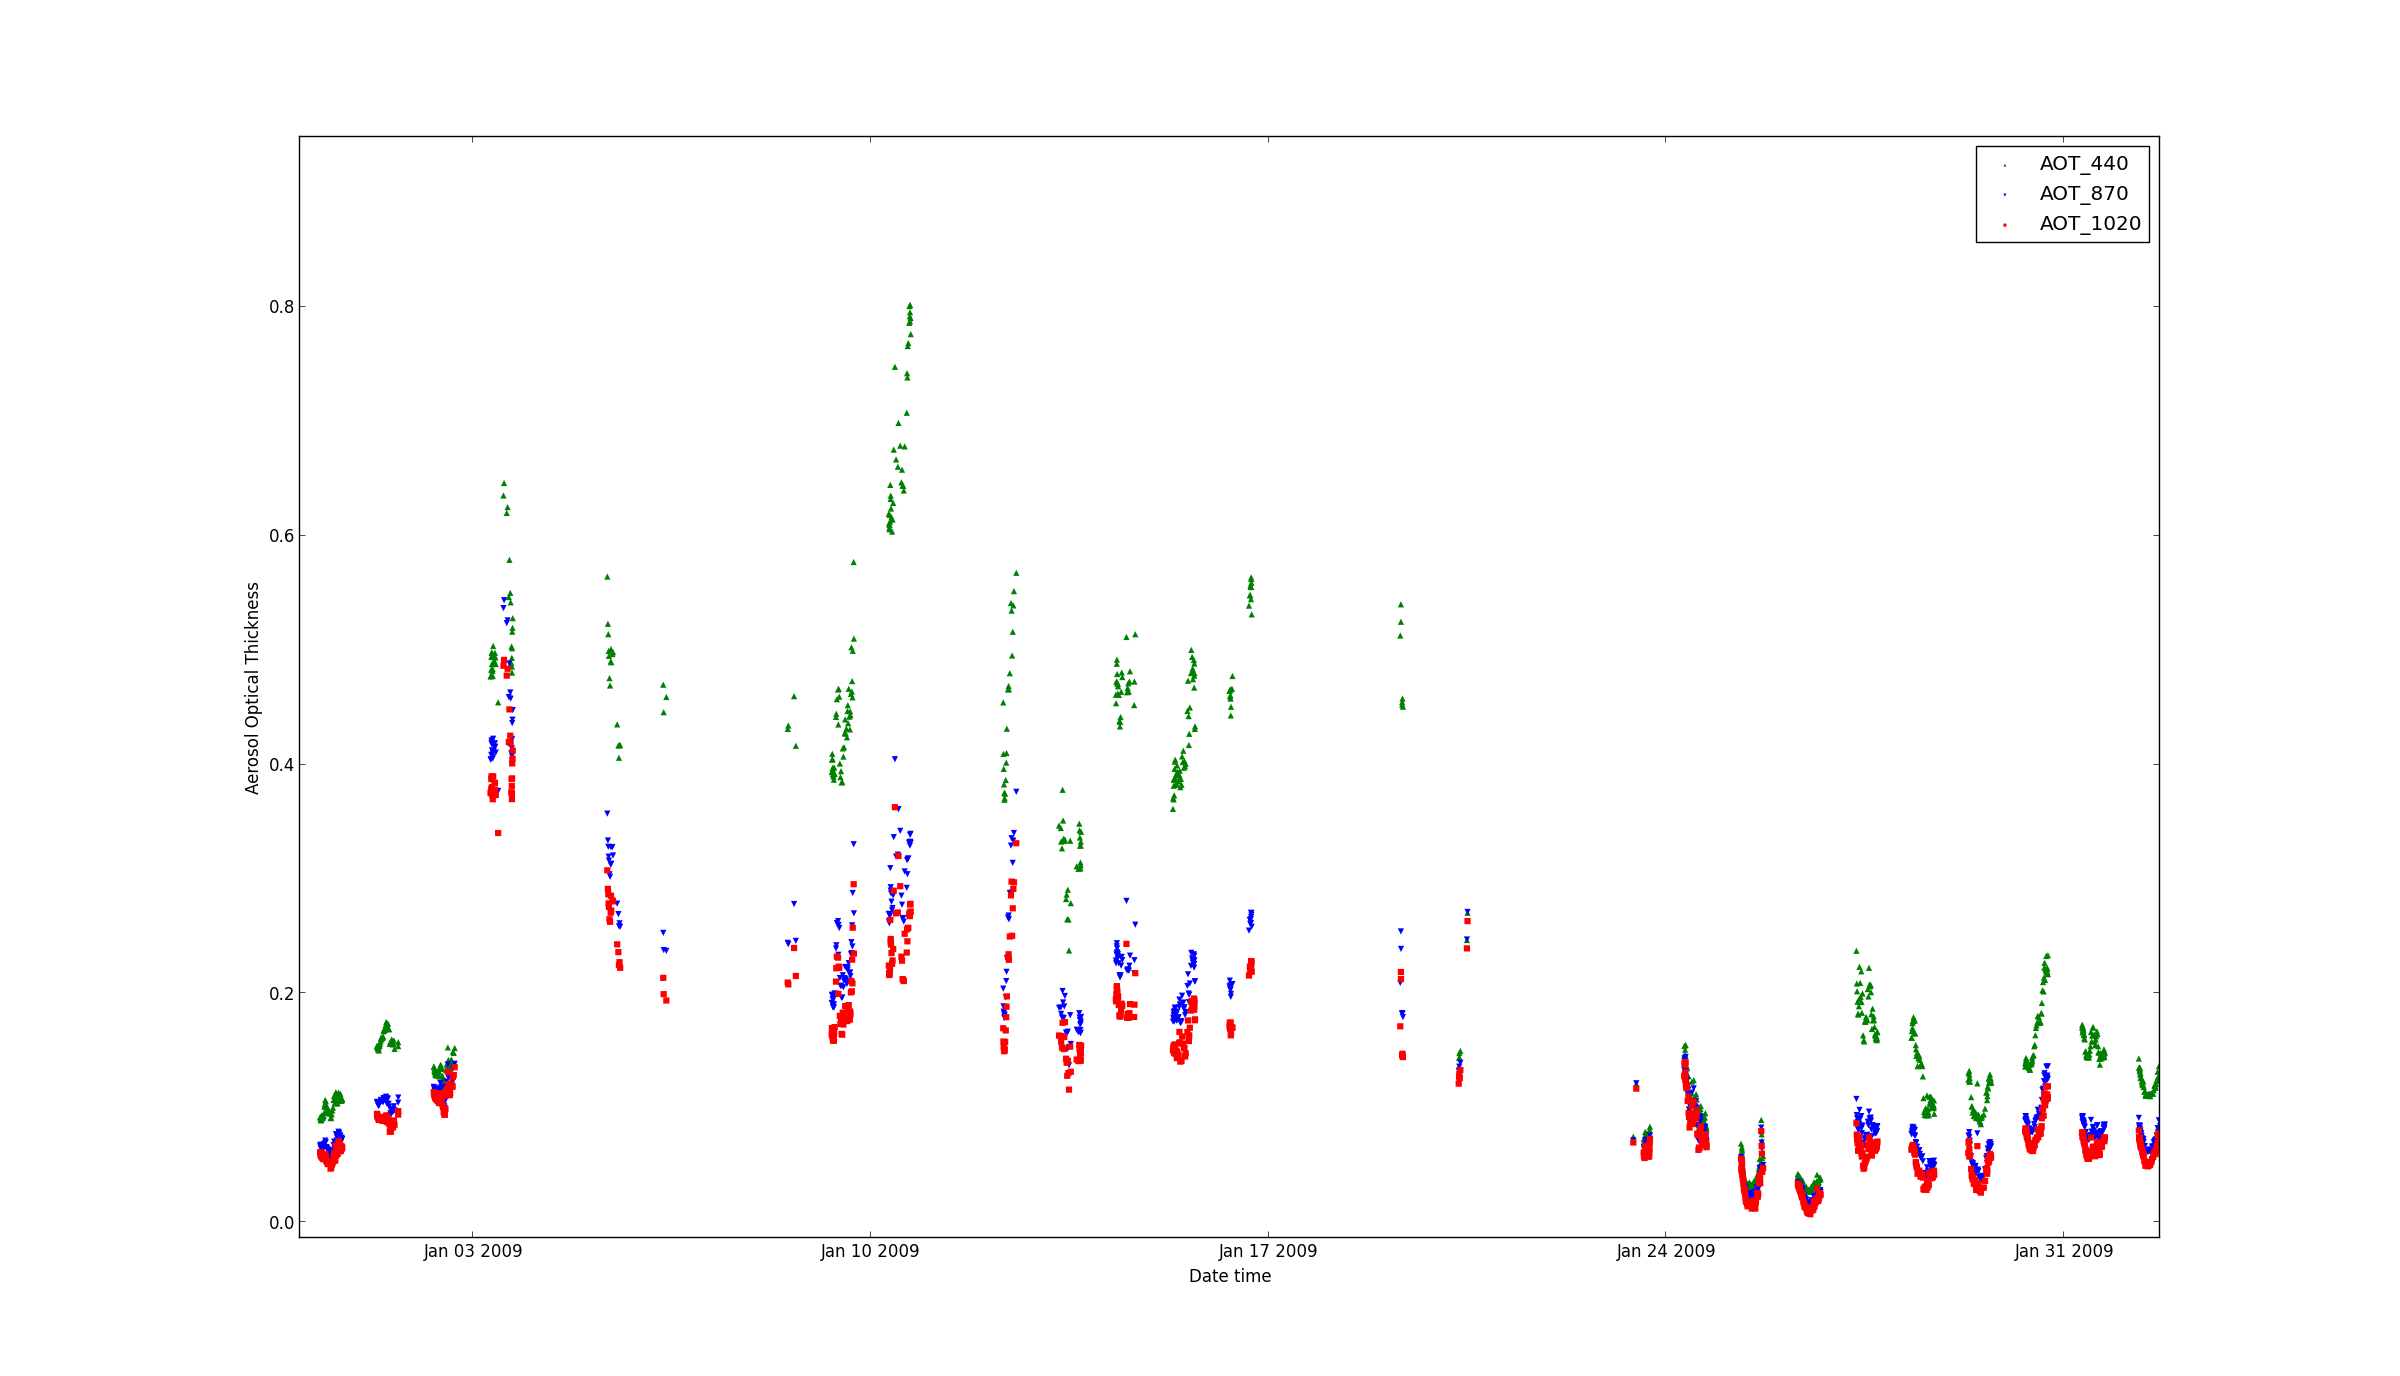 AOT_440
AOT_870
AOT_1020
0.8
0.6
0.4
0.2
0.0
Aerosol Optical Thickness
Jan 03 2009
Jan 10 2009
Jan 17 2009
Jan 24 2009
Jan 31 2009
Date time